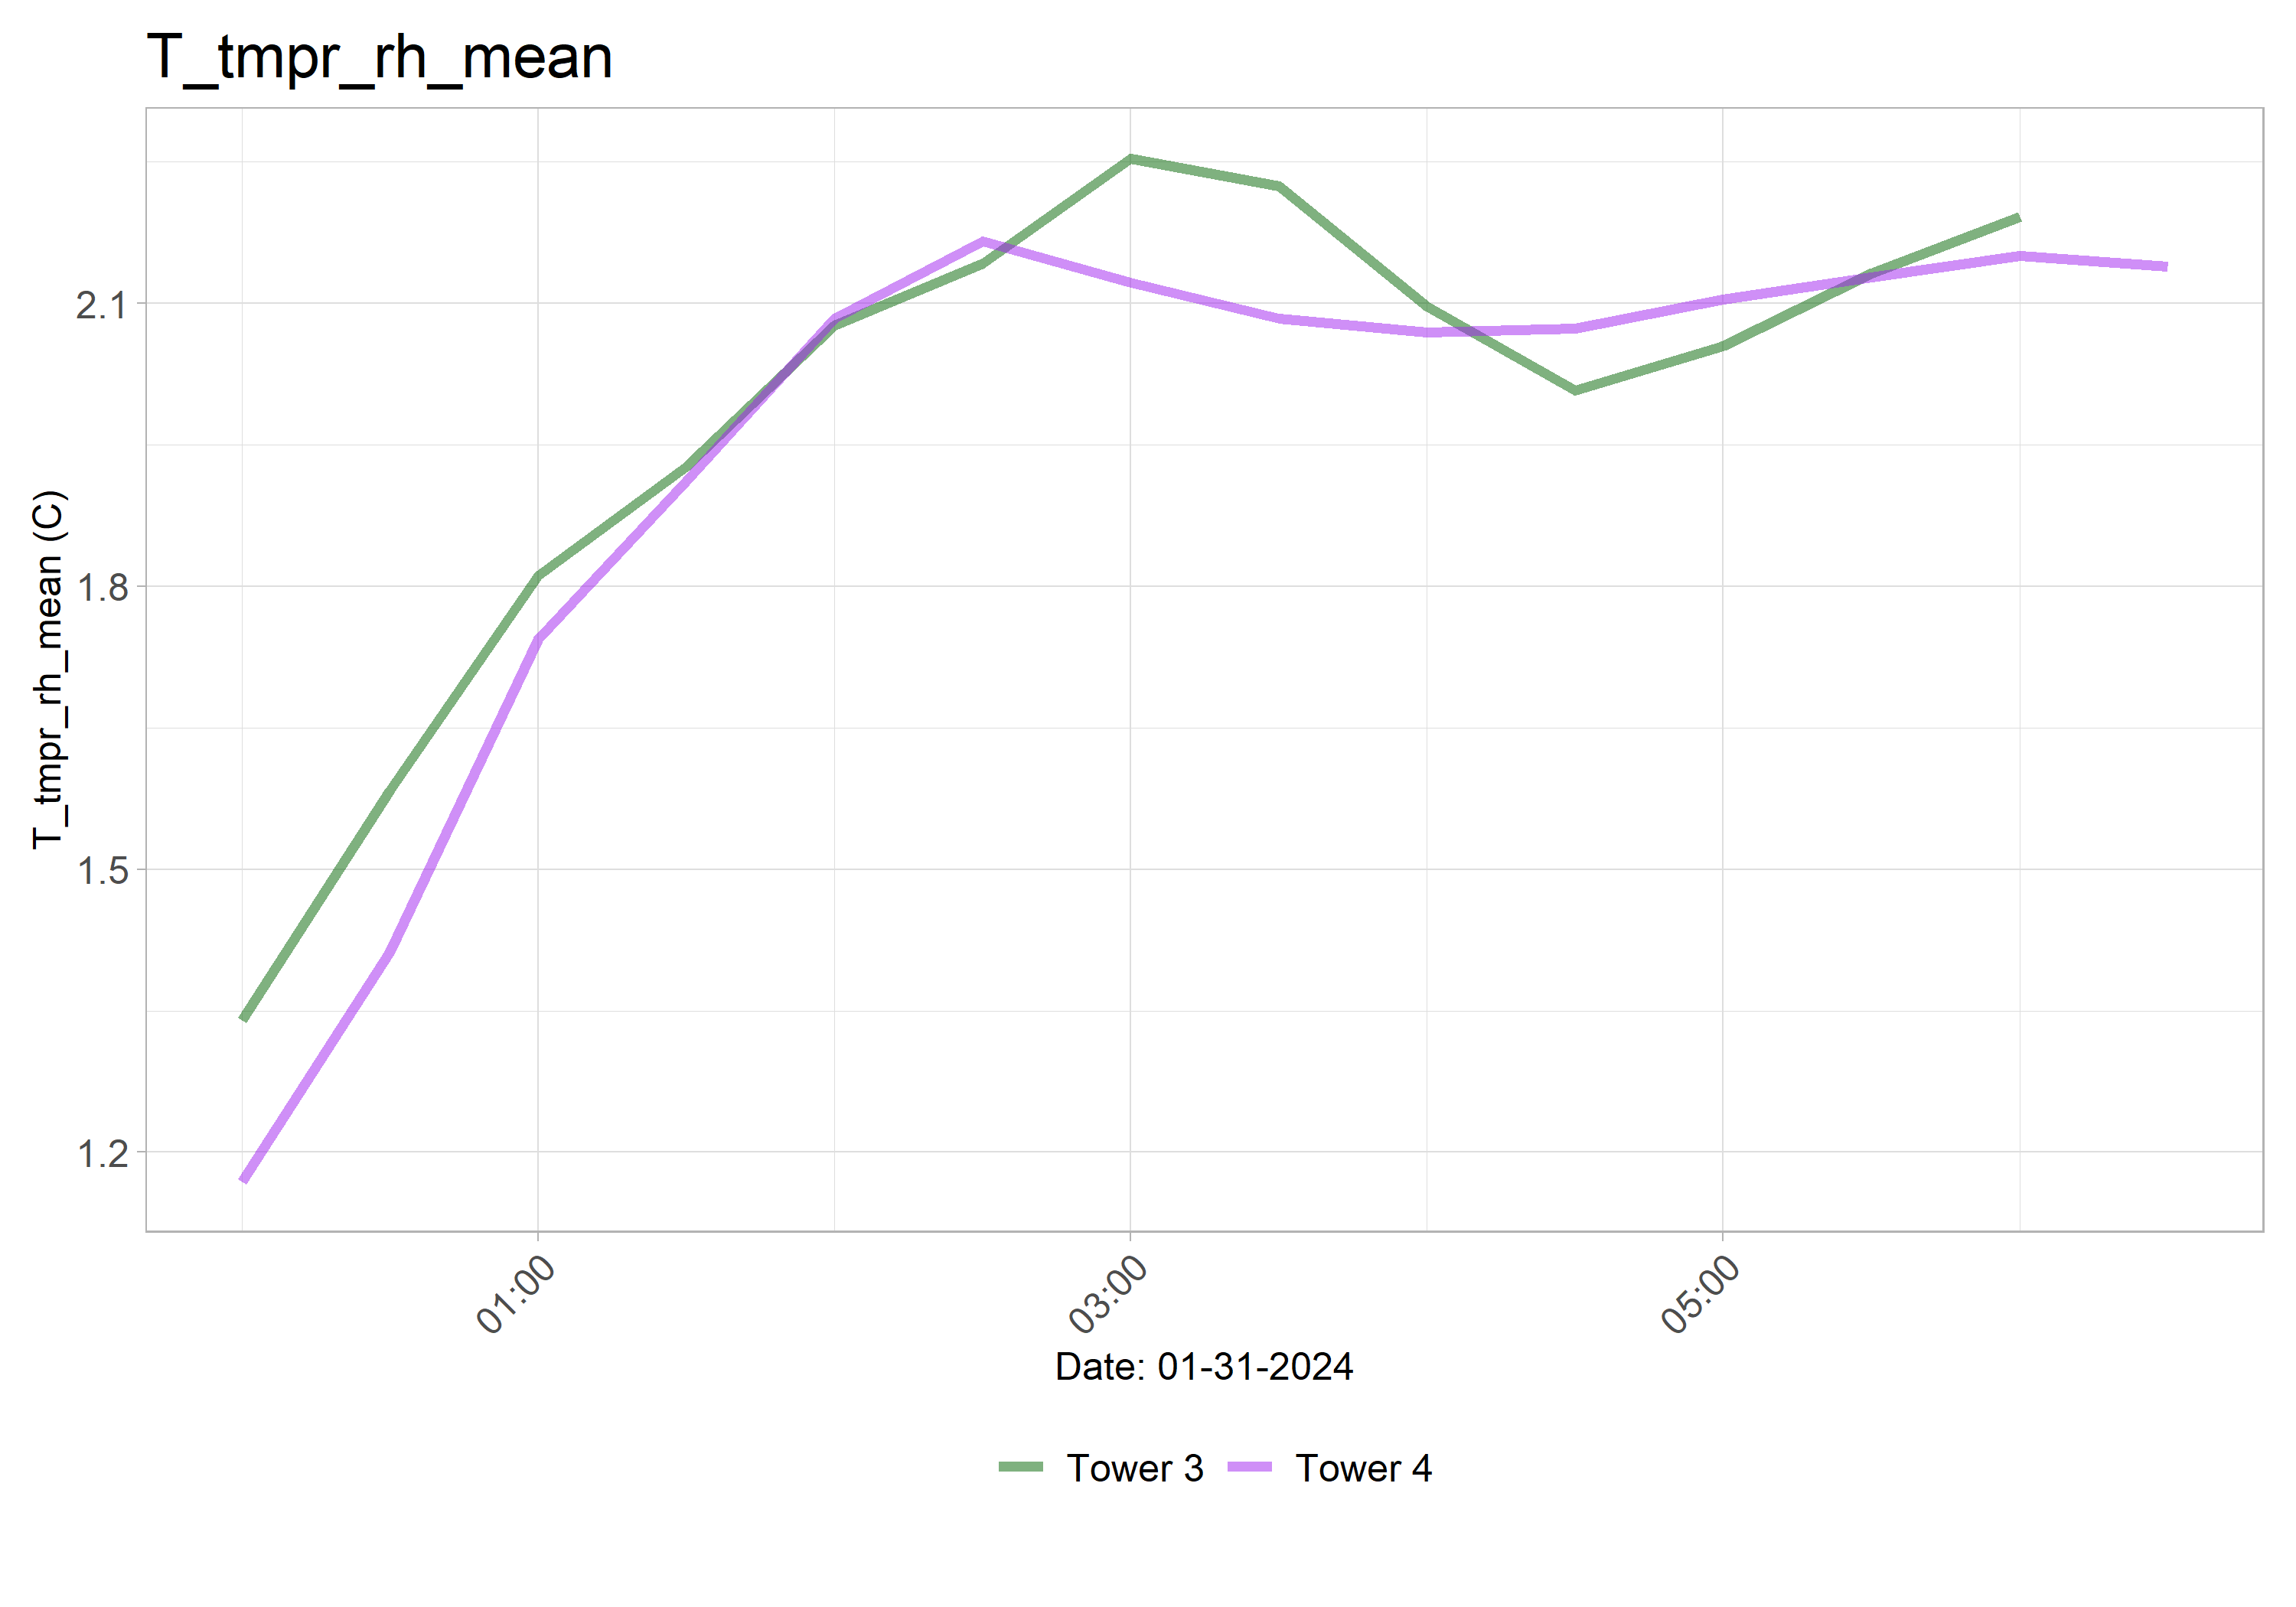 T_tmpr_rh_mean
T_tmpr_rh_mean (C)
2.1
1.8
1.5
1.2
01:00
03:00
05:00
Date: 01-31-2024
Tower 3
Tower 4